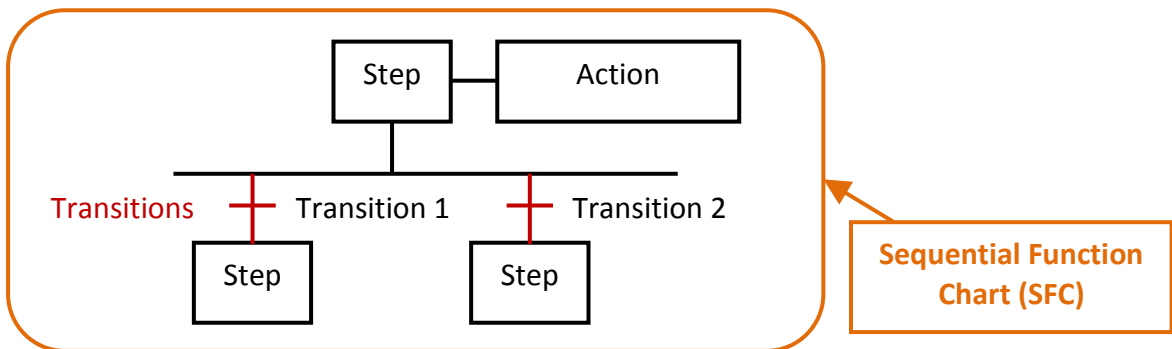 Step
Action
Transitions
Transition 1
Transition 2
Step
Step
Sequential Function
Chart (SFC)